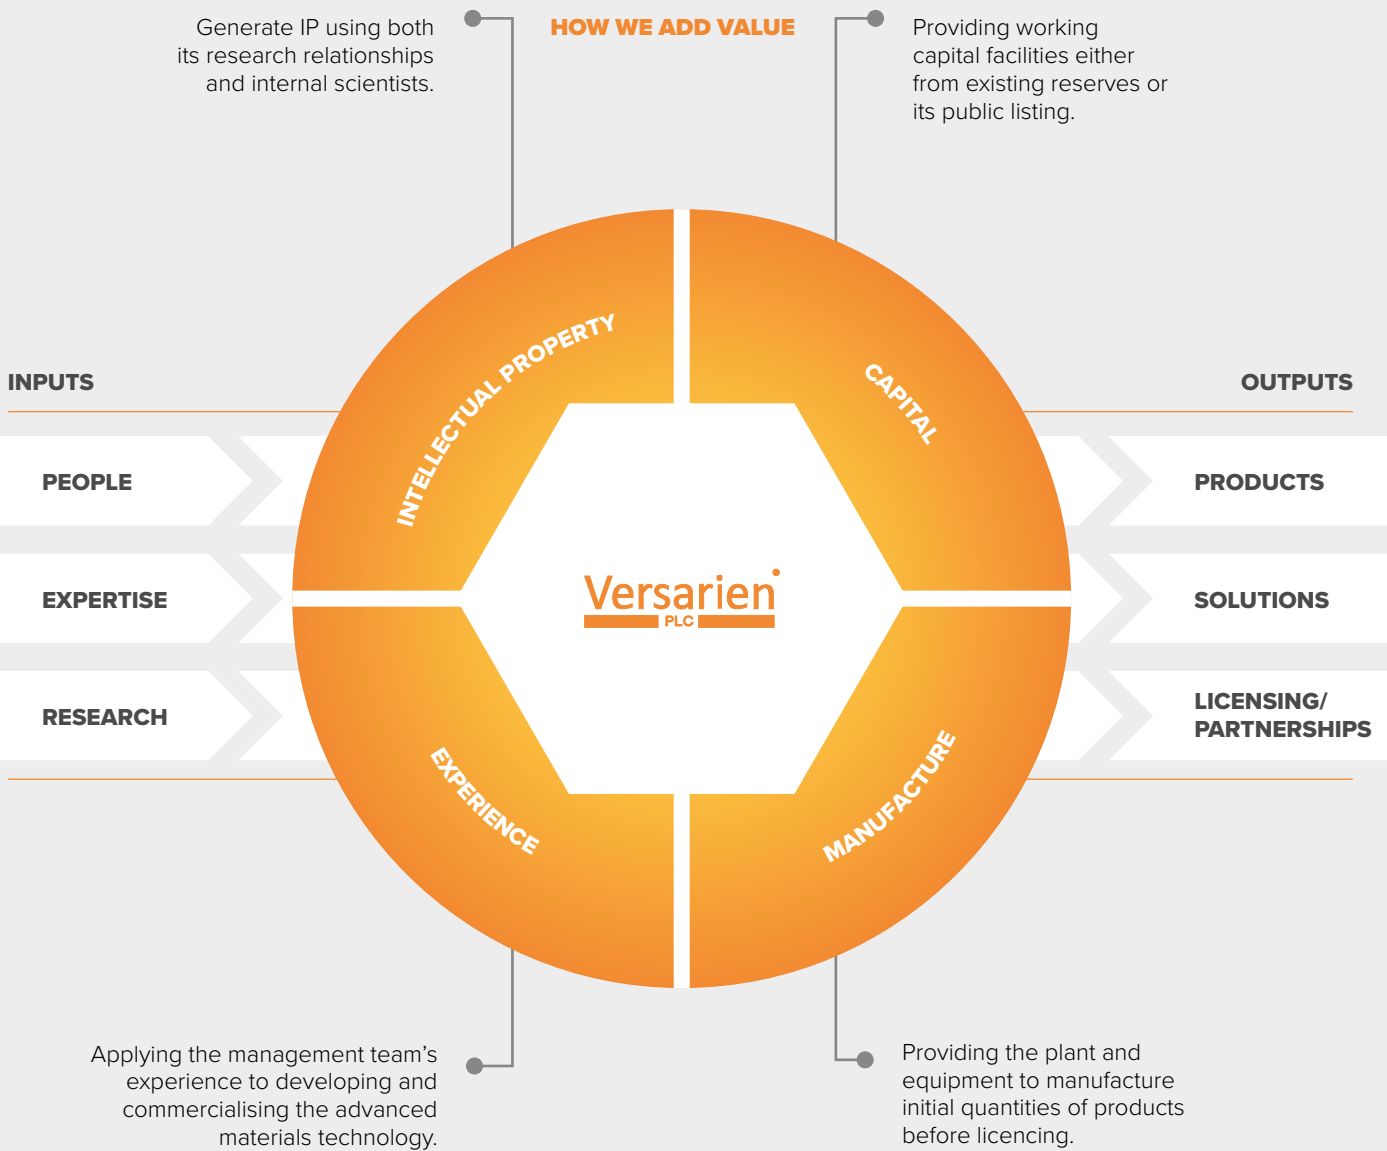 HOW WE ADD VALUE
Generate IP using both
its research relationships
and internal scientists.
Providing working
capital facilities either
from existing reserves or
its public listing.
INPUTS
PEOPLE
EXPERTISE
RESEARCH
INTELLECTUAL PROPERTY
CAPITAL
Versarien
PLC
EXPERIENCE
MANUFACTURE
OUTPUTS
PRODUCTS
SOLUTIONS
LICENSING/
PARTNERSHIPS
Applying the management team’s
experience to developing and
commercialising the advanced
materials technology.
Providing the plant and
equipment to manufacture
initial quantities of products
before licencing.